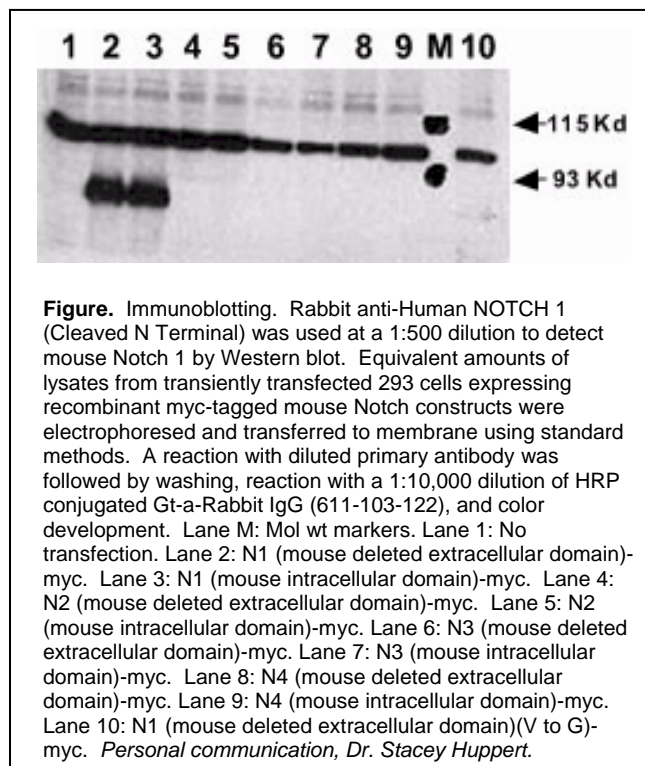 1 2 3 4 5 6 7 8 9 M 10
115 Kd
93 Kd
Figure. Immunoblotting. Rabbit anti-Human NOTCH 1
(Cleaved N Terminal) was used at a 1:500 dilution to detect
mouse Notch 1 by Western blot. Equivalent amounts of
lysates from transiently transfected 293 cells expressing
recombinant myc-tagged mouse Notch constructs were
electrophoresed and transferred to membrane using standard
methods. A reaction with diluted primary antibody was
followed by washing, reaction with a 1:10,000 dilution of HRP
conjugated Gt-a-Rabbit IgG (611-103-122), and color
development. Lane M: Mol wt markers. Lane 1: No
transfection. Lane 2: N1 (mouse deleted extracellular domain)-
myc. Lane 3: N1 (mouse intracellular domain)-myc. Lane 4:
N2 (mouse deleted extracellular domain)-myc. Lane 5: N2
(mouse intracellular domain)-myc. Lane 6: N3 (mouse deleted
extracellular domain)-myc. Lane 7: N3 (mouse intracellular
domain)-myc. Lane 8: N4 (mouse deleted extracellular
domain)-myc. Lane 9: N4 (mouse intracellular domain)-myc.
Lane 10: N1 (mouse deleted extracellular domain)(V to G)-
myc. Personal communication, Dr. Stacey Huppert.